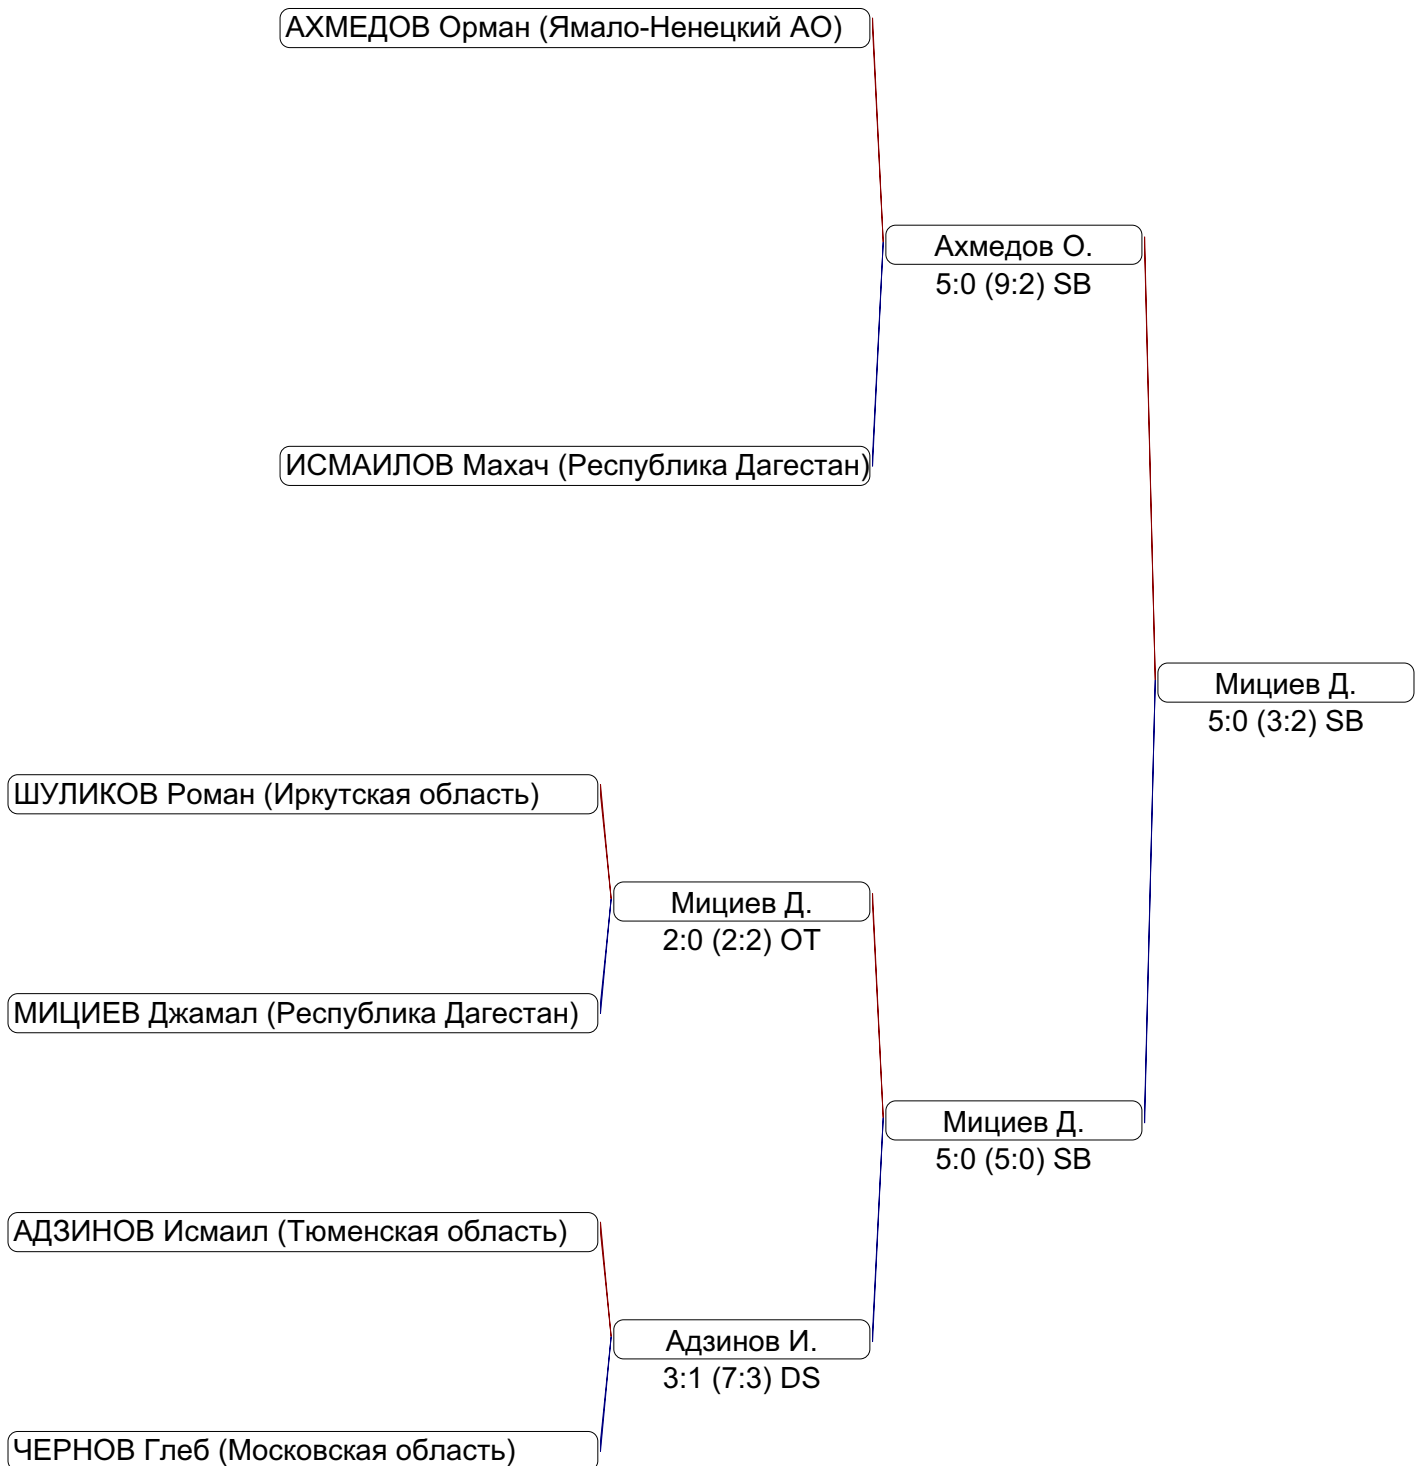 АХМЕДОВ Орман (Ямало-Ненецкий АО)
Ахмедов О.
5:0 (9:2) SB
ИСМАИЛОВ Махач (Республика Дагестан)
Мициев Д.
5:0 (3:2) SB
ШУЛИКОВ Роман (Иркутская область)
Мициев Д.
2:0 (2:2) OT
МИЦИЕВ Джамал (Республика Дагестан)
Мициев Д.
5:0 (5:0) SB
АДЗИНОВ Исмаил (Тюменская область)
Адзинов И.
3:1 (7:3) DS
ЧЕРНОВ Глеб (Московская область)